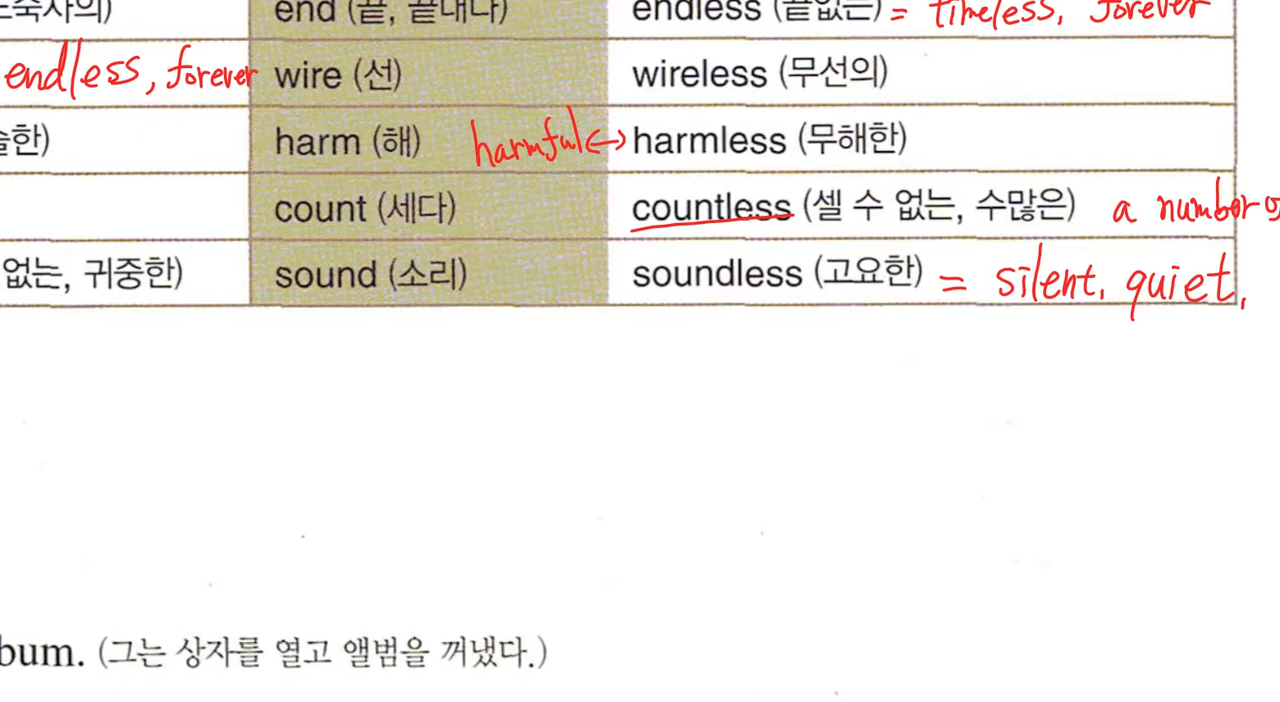 end (끝, 끝내다) endless (끝없는) = timeless, forever
endless, forever wire (선) wireless (무선의)
harm (해) harmful ↔ harmless (무해한)
count (세다) countless (셀 수 없는, 수많은) a number
없는, 귀중한) sound (소리) soundless (고요한) = silent, quiet,
bum. (그는 상자를 열고 앨범을 꺼냈다.)